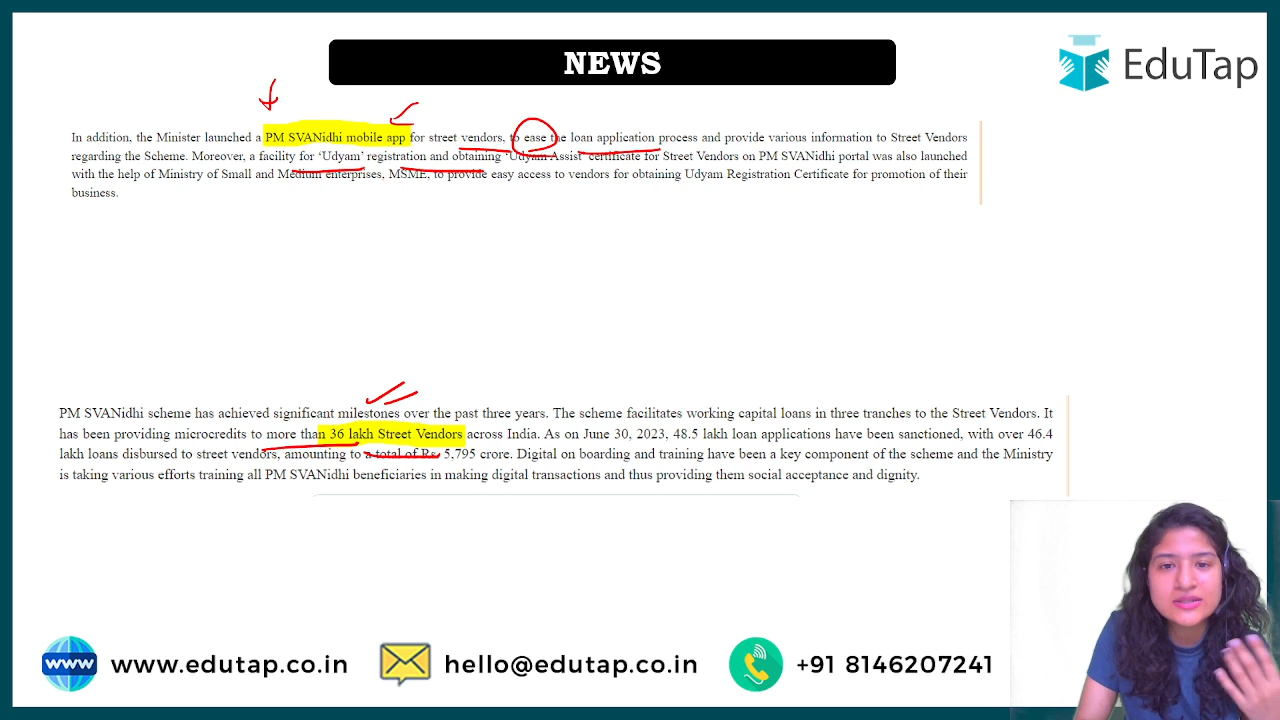 NEWS
EduTap
In addition, the Minister launched a PM SVANidhi mobile app for street vendors, to ease the loan application process and provide various information to Street Vendors
regarding the Scheme. Moreover, a facility for ‘Udyam’ registration and obtaining ‘Udyam Assist’ certificate for Street Vendors on PM SVANidhi portal was also launched
with the help of Ministry of Small and Medium enterprises, MSME, to provide easy access to vendors for obtaining Udyam Registration Certificate for promotion of their
business.
PM SVANidhi scheme has achieved significant milestones over the past three years. The scheme facilitates working capital loans in three tranches to the Street Vendors. It
has been providing microcredits to more than 36 lakh Street Vendors across India. As on June 30, 2023, 48.5 lakh loan applications have been sanctioned, with over 46.4
lakh loans disbursed to street vendors, amounting to a total of Rs. 5,795 crore. Digital on boarding and training have been a key component of the scheme and the Ministry
is taking various efforts training all PM SVANidhi beneficiaries in making digital transactions and thus providing them social acceptance and dignity.
www www.edutap.co.in hello@edutap.co.in +91 8146207241